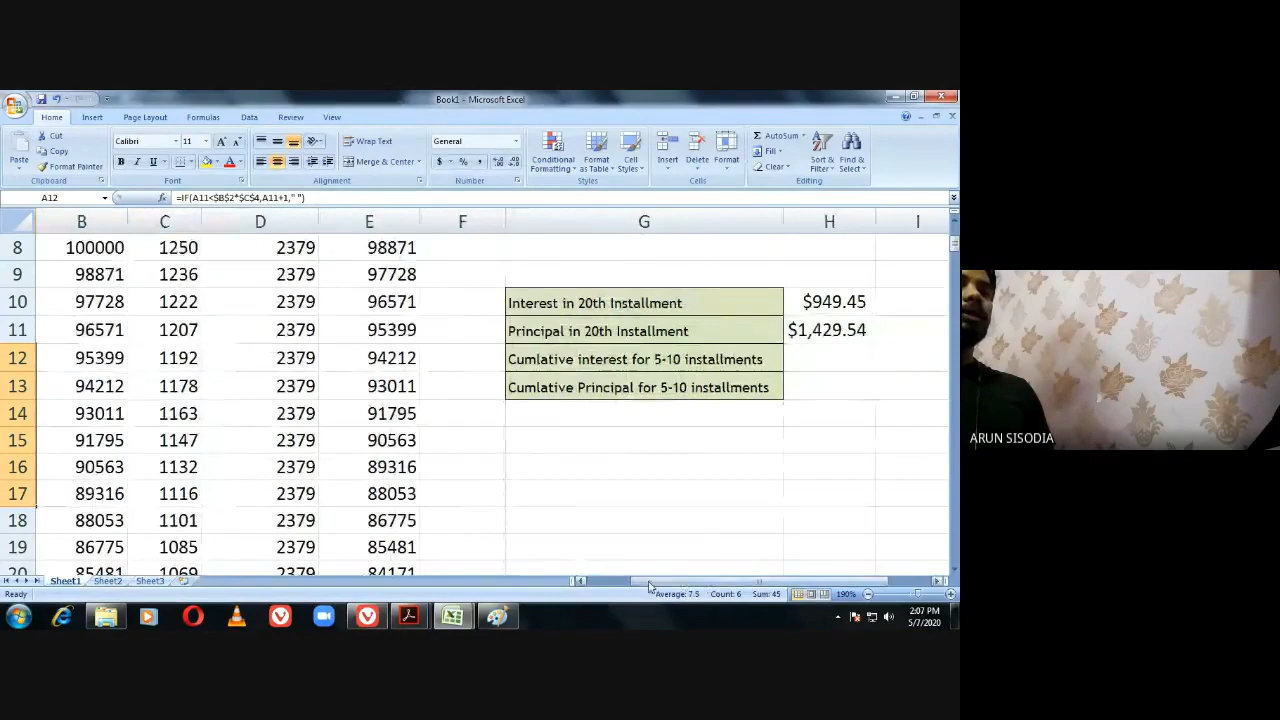 Book1 - Microsoft Excel
Home Insert Page Layout Formulas Data Review View
Paste Cut Copy Format Painter Clipboard
Calibri 11 A A B I U A Font
Wrap Text Merge & Center Alignment
General $ % , Number
Conditional Formatting Format as Table Cell Styles Styles
Insert Delete Format Cells
Σ AutoSum Fill Clear Sort & Filter Find & Select Editing
A12 fx =IF(A11<$B$2*$C$4,A11+1," ")
B C D E F G H I
8 100000 1250 2379 98871
9 98871 1236 2379 97728
10 97728 1222 2379 96571 Interest in 20th Installment $949.45
11 96571 1207 2379 95399 Principal in 20th Installment $1,429.54
12 95399 1192 2379 94212 Cumlative interest for 5-10 installments
13 94212 1178 2379 93011 Cumlative Principal for 5-10 installments
14 93011 1163 2379 91795
15 91795 1147 2379 90563
16 90563 1132 2379 89316
17 89316 1116 2379 88053
18 88053 1101 2379 86775
19 86775 1085 2379 85481
20 85481 1069 2379 84171
Sheet1 Sheet2 Sheet3
Ready Average: 7.5 Count: 6 Sum: 45 190%
2:07 PM
5/7/2020
ARUN SISODIA